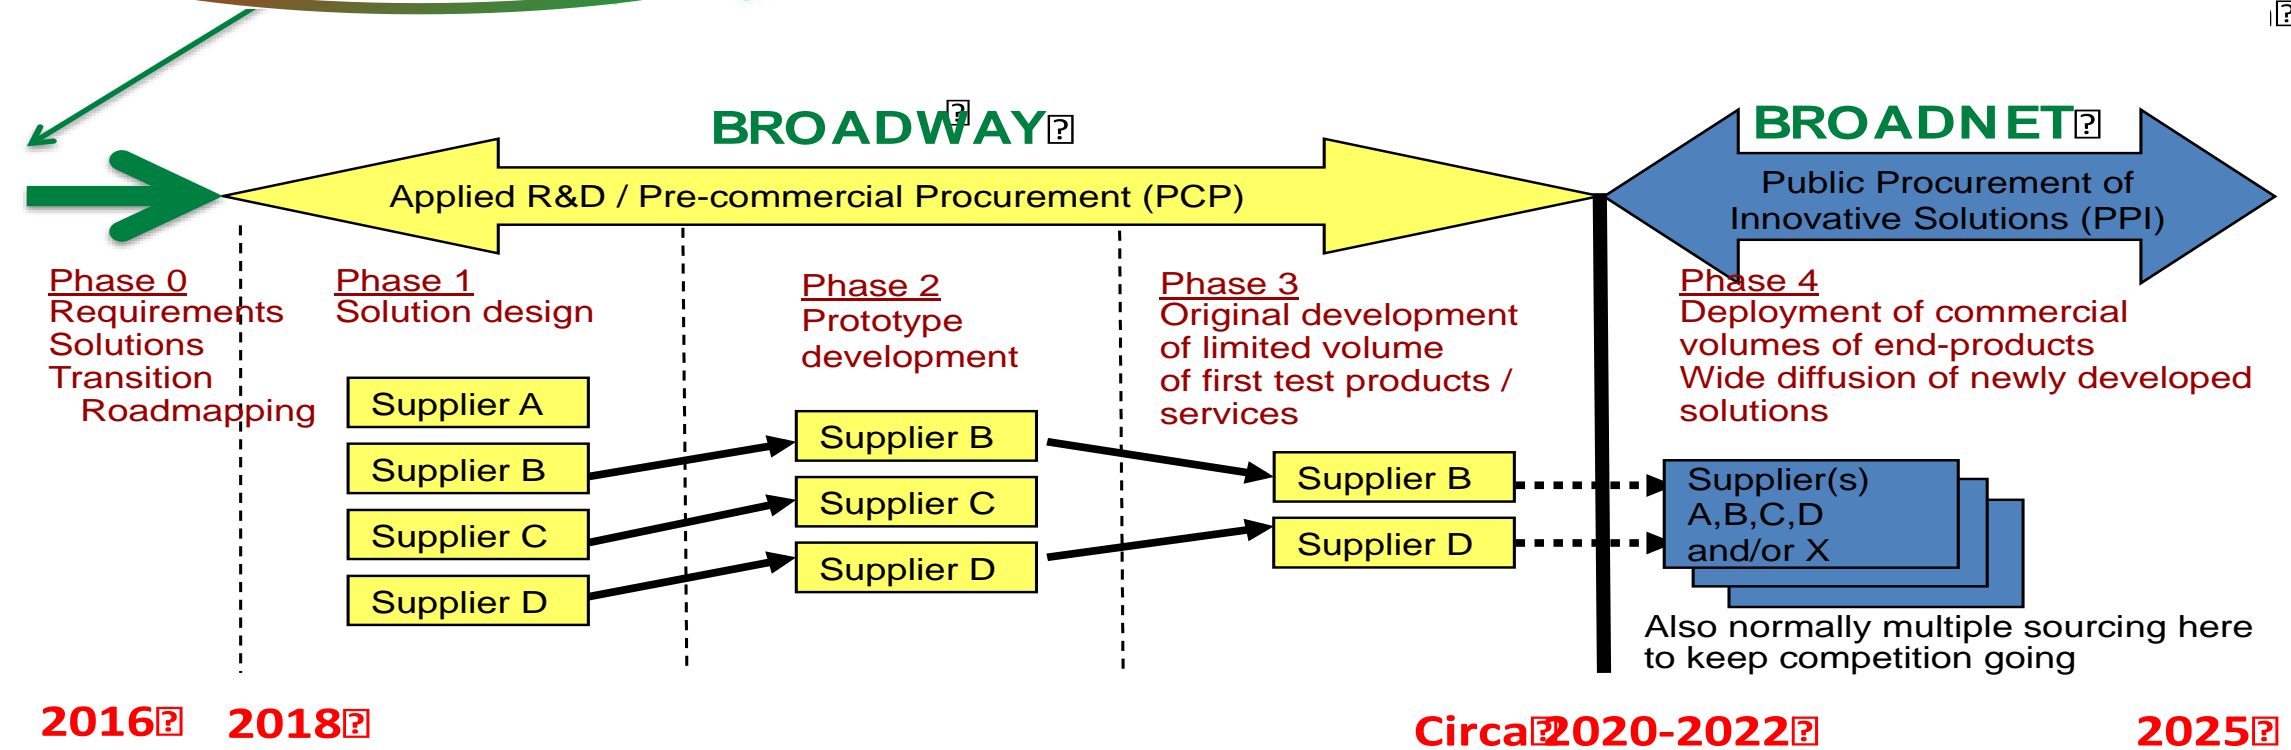 BROADWAY
BROADNET
Applied R&D / Pre-commercial Procurement (PCP)
Public Procurement of
Innovative Solutions (PPI)
Phase 0
Requirements
Solutions
Transition
Roadmapping
Phase 1
Solution design
Phase 2
Prototype
development
Phase 3
Original development
of limited volume
of first test products /
services
Phase 4
Deployment of commercial
volumes of end-products
Wide diffusion of newly developed
solutions
Supplier A
Supplier B
Supplier C
Supplier D
Supplier B
Supplier C
Supplier D
Supplier B
Supplier D
Supplier(s)
A,B,C,D
and/or X
Also normally multiple sourcing here
to keep competition going
2016
2018
Circa 2020-2022
2025